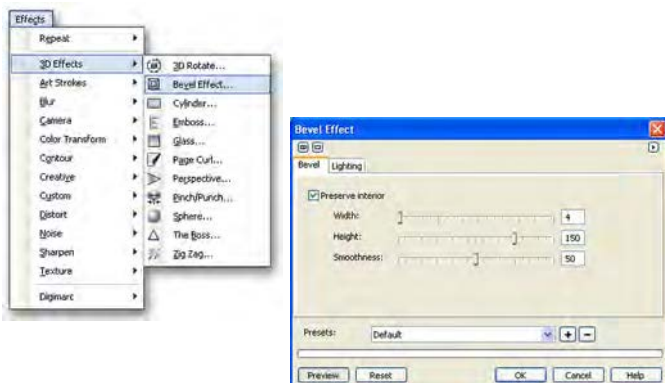 Effects
Repeat
3D Effects
Art Strokes
Blur
Camera
Color Transform
Contour
Creative
Custom
Distort
Noise
Sharpen
Texture
Digimarc
3D Rotate...
Bevel Effect...
Cylinder...
Emboss...
Glass...
Page Curl...
Perspective...
Pinch/Punch...
Sphere...
The Boss...
Zig Zag...
Bevel Effect
Bevel Lighting
Preserve interior
Width: 4
Height: 150
Smoothness: 50
Presets: Default
Preview Reset OK Cancel Help